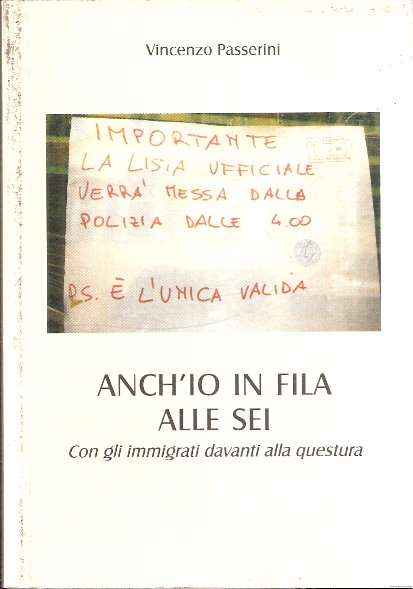 Vincenzo Passerini
IMPORTANTE
LA LISTA UFFICIALE
VERRA' MESSA DALLA
POLIZIA DALLE 4.00
PS. È L'UNICA VALIDA
ANCH'IO IN FILA
ALLE SEI
Con gli immigrati davanti alla questura